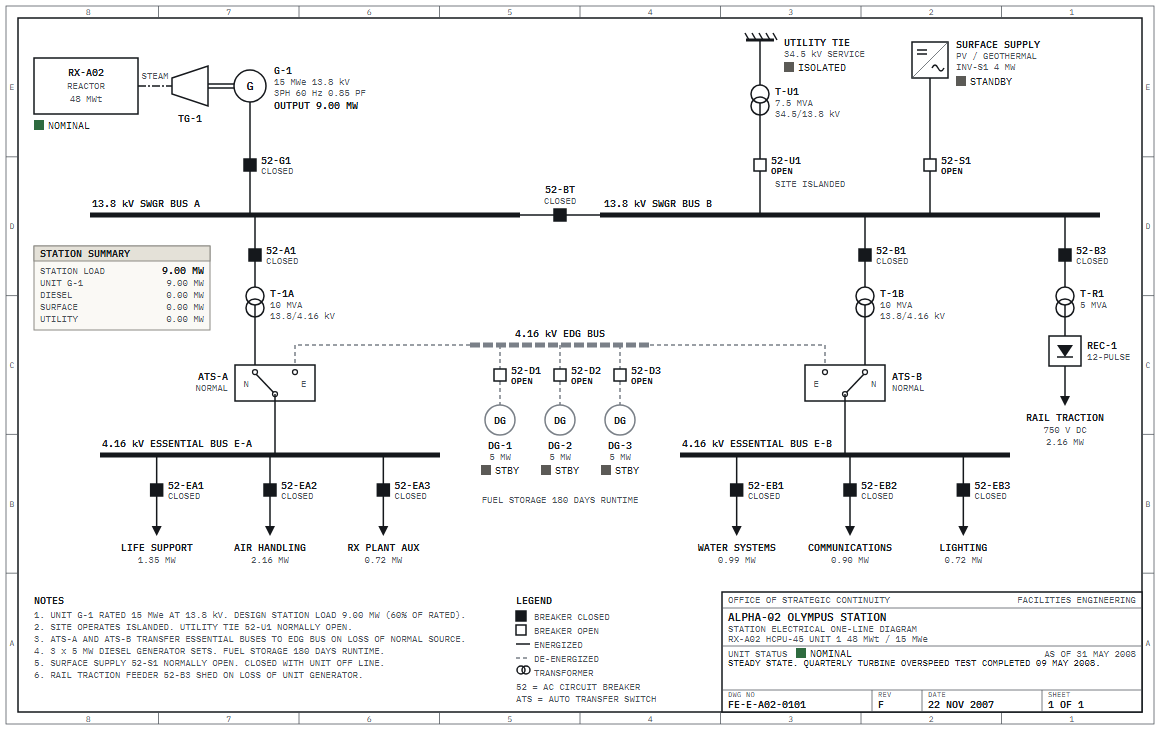 8 7 6 5 4 3 2 1
E
D
C
B
A
RX-A02
REACTOR
48 MWt
NOMINAL
STEAM
TG-1
G
G-1
15 MWe 13.8 kV
3PH 60 Hz 0.85 PF
OUTPUT 9.00 MW
52-G1
CLOSED
UTILITY TIE
34.5 kV SERVICE
ISOLATED
T-U1
7.5 MVA
34.5/13.8 kV
52-U1
OPEN
SITE ISLANDED
SURFACE SUPPLY
PV / GEOTHERMAL
INV-S1 4 MW
STANDBY
52-S1
OPEN
13.8 kV SWGR BUS A
52-BT
CLOSED
13.8 kV SWGR BUS B
STATION SUMMARY
STATION LOAD 9.00 MW
UNIT G-1 9.00 MW
DIESEL 0.00 MW
SURFACE 0.00 MW
UTILITY 0.00 MW
52-A1
CLOSED
T-1A
10 MVA
13.8/4.16 kV
52-B1
CLOSED
T-1B
10 MVA
13.8/4.16 kV
52-B3
CLOSED
T-R1
5 MVA
REC-1
12-PULSE
RAIL TRACTION
750 V DC
2.16 MW
4.16 kV EDG BUS
ATS-A
NORMAL
N E
52-D1
OPEN
52-D2
OPEN
52-D3
OPEN
E N
ATS-B
NORMAL
DG DG DG
DG-1 DG-2 DG-3
5 MW 5 MW 5 MW
STBY STBY STBY
FUEL STORAGE 180 DAYS RUNTIME
4.16 kV ESSENTIAL BUS E-A
52-EA1
CLOSED
52-EA2
CLOSED
52-EA3
CLOSED
LIFE SUPPORT
1.35 MW
AIR HANDLING
2.16 MW
RX PLANT AUX
0.72 MW
4.16 kV ESSENTIAL BUS E-B
52-EB1
CLOSED
52-EB2
CLOSED
52-EB3
CLOSED
WATER SYSTEMS
0.99 MW
COMMUNICATIONS
0.90 MW
LIGHTING
0.72 MW
NOTES
1. UNIT G-1 RATED 15 MWe AT 13.8 kV. DESIGN STATION LOAD 9.00 MW (60% OF RATED).
2. SITE OPERATES ISLANDED. UTILITY TIE 52-U1 NORMALLY OPEN.
3. ATS-A AND ATS-B TRANSFER ESSENTIAL BUSES TO EDG BUS ON LOSS OF NORMAL SOURCE.
4. 3 x 5 MW DIESEL GENERATOR SETS. FUEL STORAGE 180 DAYS RUNTIME.
5. SURFACE SUPPLY 52-S1 NORMALLY OPEN. CLOSED WITH UNIT OFF LINE.
6. RAIL TRACTION FEEDER 52-B3 SHED ON LOSS OF UNIT GENERATOR.
LEGEND
BREAKER CLOSED
BREAKER OPEN
ENERGIZED
DE-ENERGIZED
TRANSFORMER
52 = AC CIRCUIT BREAKER
ATS = AUTO TRANSFER SWITCH
OFFICE OF STRATEGIC CONTINUITY FACILITIES ENGINEERING
ALPHA-02 OLYMPUS STATION
STATION ELECTRICAL ONE-LINE DIAGRAM
RX-A02 HCPU-45 UNIT 1 48 MWt / 15 MWe
UNIT STATUS NOMINAL AS OF 31 MAY 2008
STEADY STATE. QUARTERLY TURBINE OVERSPEED TEST COMPLETED 09 MAY 2008.
DWG NO REV DATE SHEET
FE-E-A02-0101 F 22 NOV 2007 1 OF 1
E
D
C
B
A
8 7 6 5 4 3 2 1